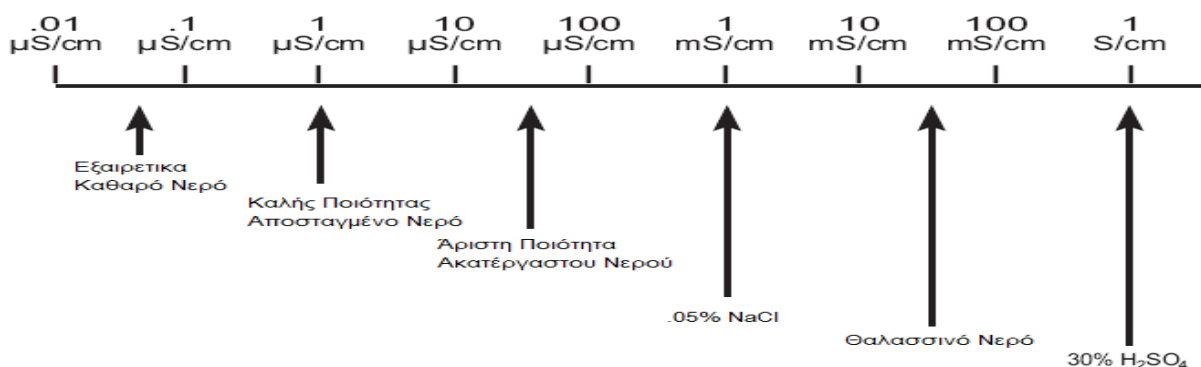 .01 .1 1 10 100 1 10 100 1
μS/cm μS/cm μS/cm μS/cm μS/cm mS/cm mS/cm mS/cm S/cm
Εξαιρετικα
Καθαρό Νερό
Καλής Ποιότητας
Αποσταγμένο Νερό
Άριστη Ποιότητα
Ακατέργαστου Νερού
.05% NaCl
Θαλασσινό Νερό
30% H₂SO₄